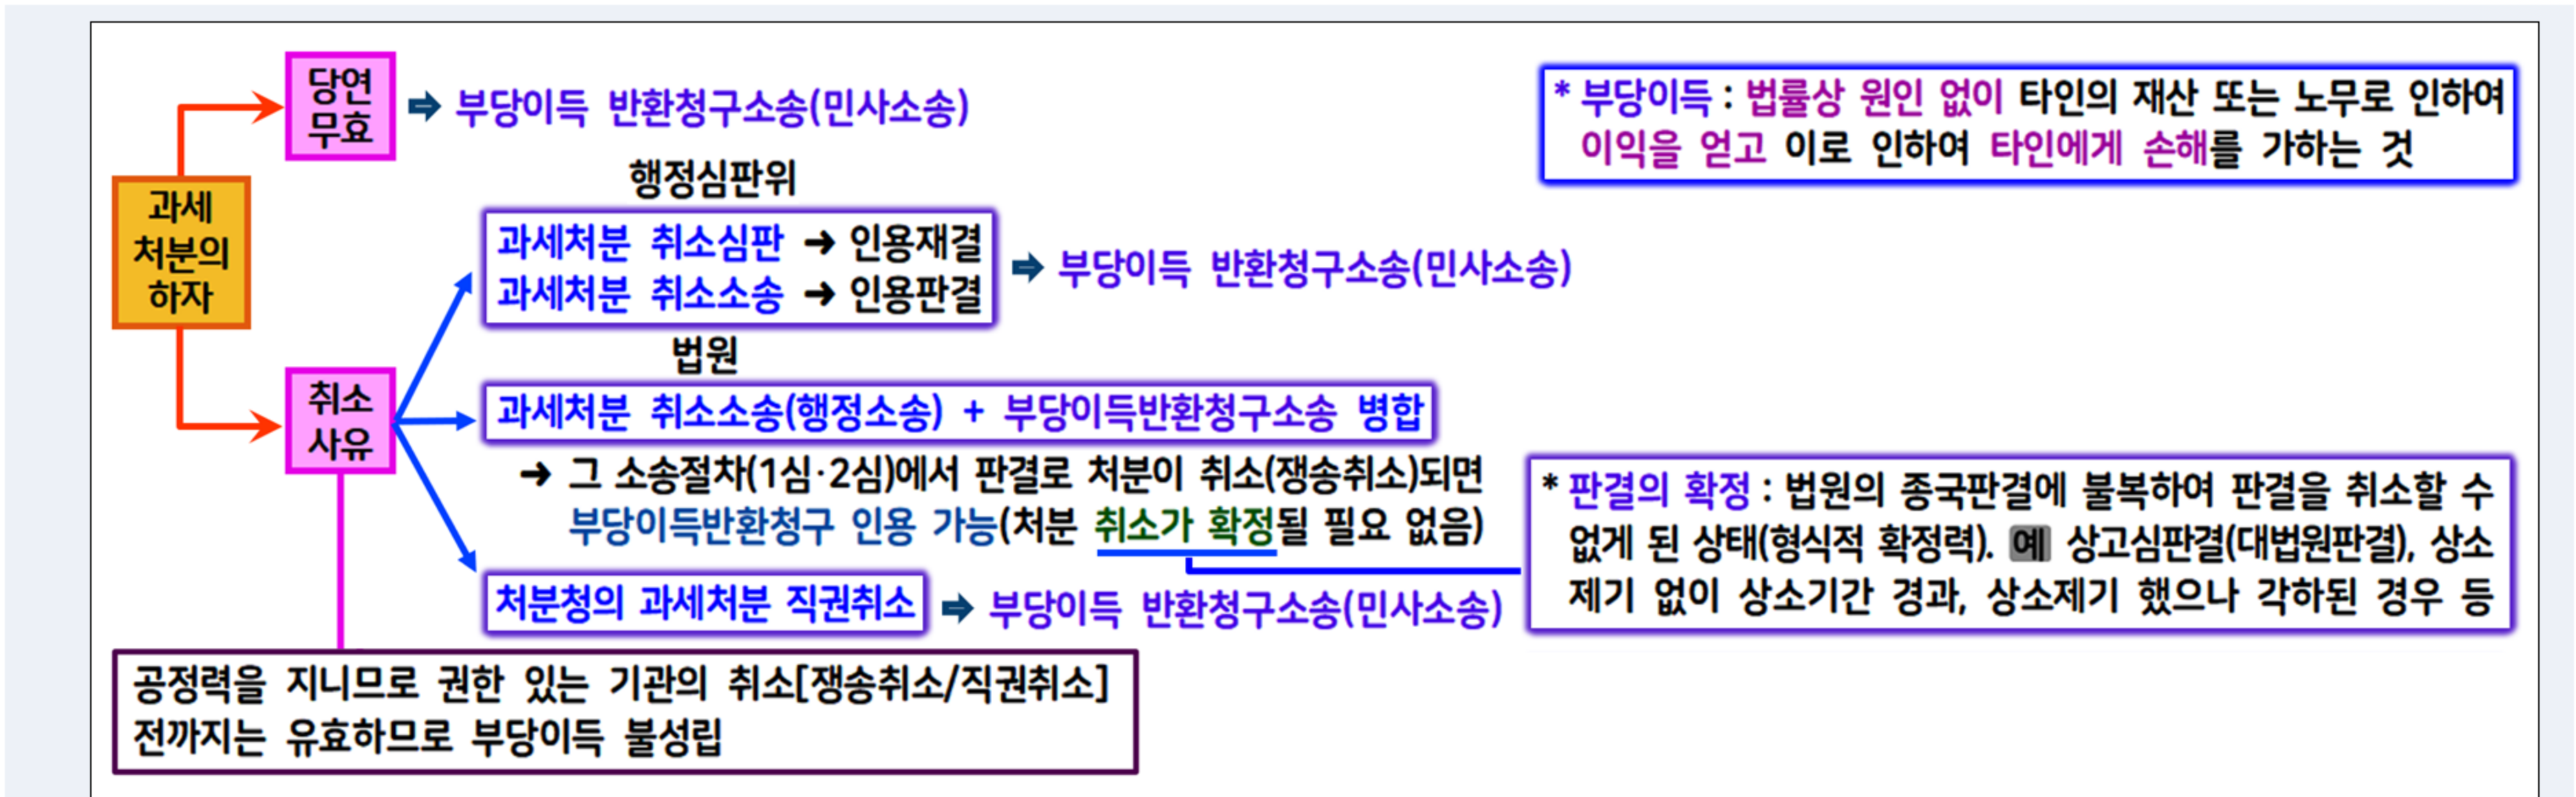 당연
무효
➡ 부당이득 반환청구소송(민사소송)
* 부당이득 : 법률상 원인 없이 타인의 재산 또는 노무로 인하여
이익을 얻고 이로 인하여 타인에게 손해를 가하는 것
과세
처분의
하자
행정심판위
과세처분 취소심판 ➜ 인용재결
과세처분 취소소송 ➜ 인용판결
➡ 부당이득 반환청구소송(민사소송)
법원
취소
사유
과세처분 취소소송(행정소송) + 부당이득반환청구소송 병합
➜ 그 소송절차(1심·2심)에서 판결로 처분이 취소(쟁송취소)되면
부당이득반환청구 인용 가능(처분 취소가 확정될 필요 없음)
* 판결의 확정 : 법원의 종국판결에 불복하여 판결을 취소할 수
없게 된 상태(형식적 확정력). 예 상고심판결(대법원판결), 상소
제기 없이 상소기간 경과, 상소제기 했으나 각하된 경우 등
처분청의 과세처분 직권취소 ➡ 부당이득 반환청구소송(민사소송)
공정력을 지니므로 권한 있는 기관의 취소[쟁송취소/직권취소]
전까지는 유효하므로 부당이득 불성립